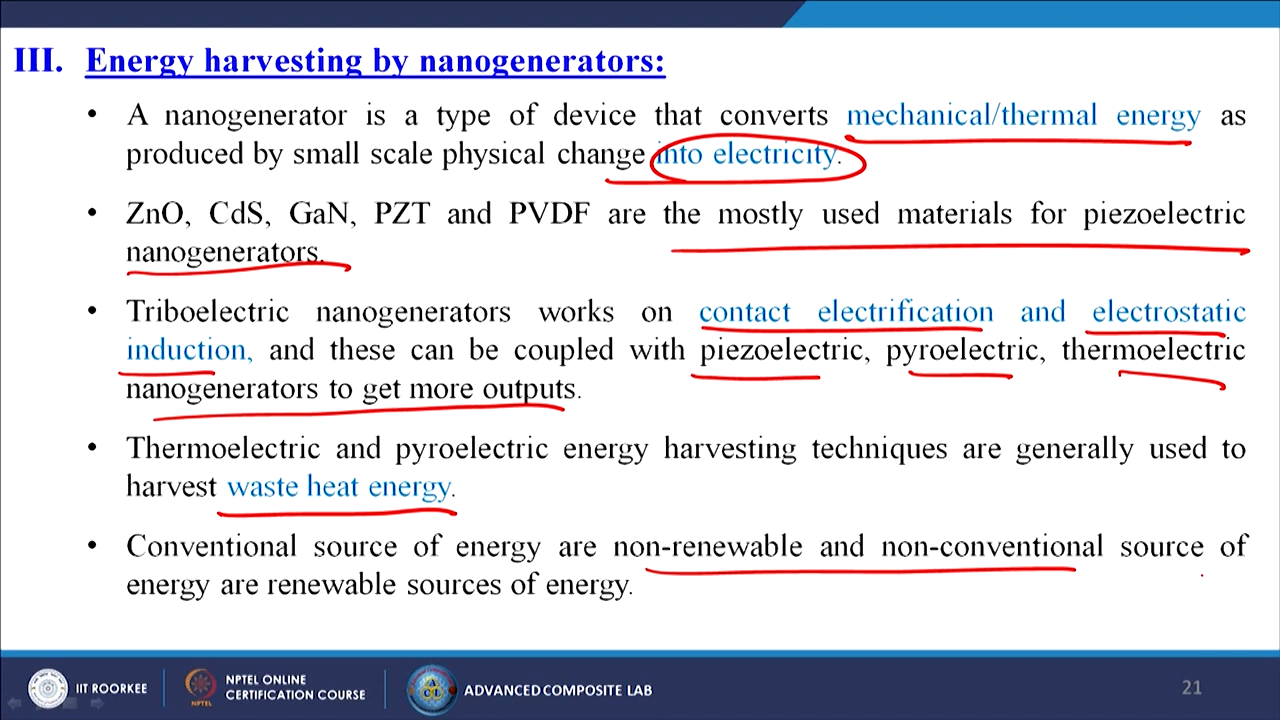 III. Energy harvesting by nanogenerators:
• A nanogenerator is a type of device that converts mechanical/thermal energy as
produced by small scale physical change into electricity.
• ZnO, CdS, GaN, PZT and PVDF are the mostly used materials for piezoelectric
nanogenerators.
• Triboelectric nanogenerators works on contact electrification and electrostatic
induction, and these can be coupled with piezoelectric, pyroelectric, thermoelectric
nanogenerators to get more outputs.
• Thermoelectric and pyroelectric energy harvesting techniques are generally used to
harvest waste heat energy.
• Conventional source of energy are non-renewable and non-conventional source of
energy are renewable sources of energy.
IIT ROORKEE
NPTEL
NPTEL ONLINE
CERTIFICATION COURSE
ACL
ADVANCED COMPOSITE LAB
21